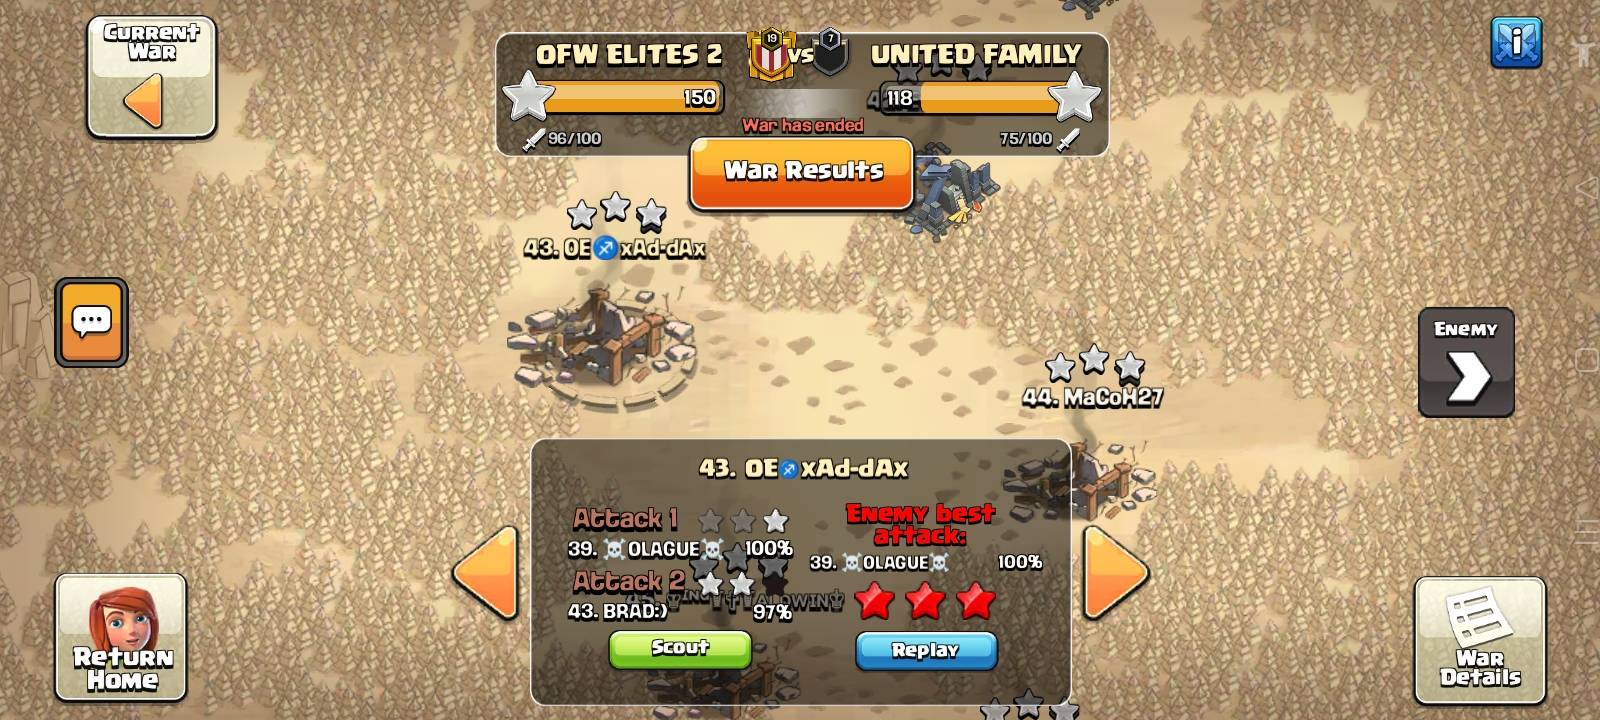 Current
War
OFW ELITES 2
19
VS
7
UNITED FAMILY
150
118
War has ended
96/100
75/100
War Results
43. OE♐xAd-dAx
Enemy
44. MaCoH27
43. OE♐xAd-dAx
Attack 1
39. ☠OLAGUE☠ 100%
Attack 2
43. BRAD:) 97%
Enemy best
attack:
39. ☠OLAGUE☠ 100%
Scout
Replay
Return
Home
War
Details